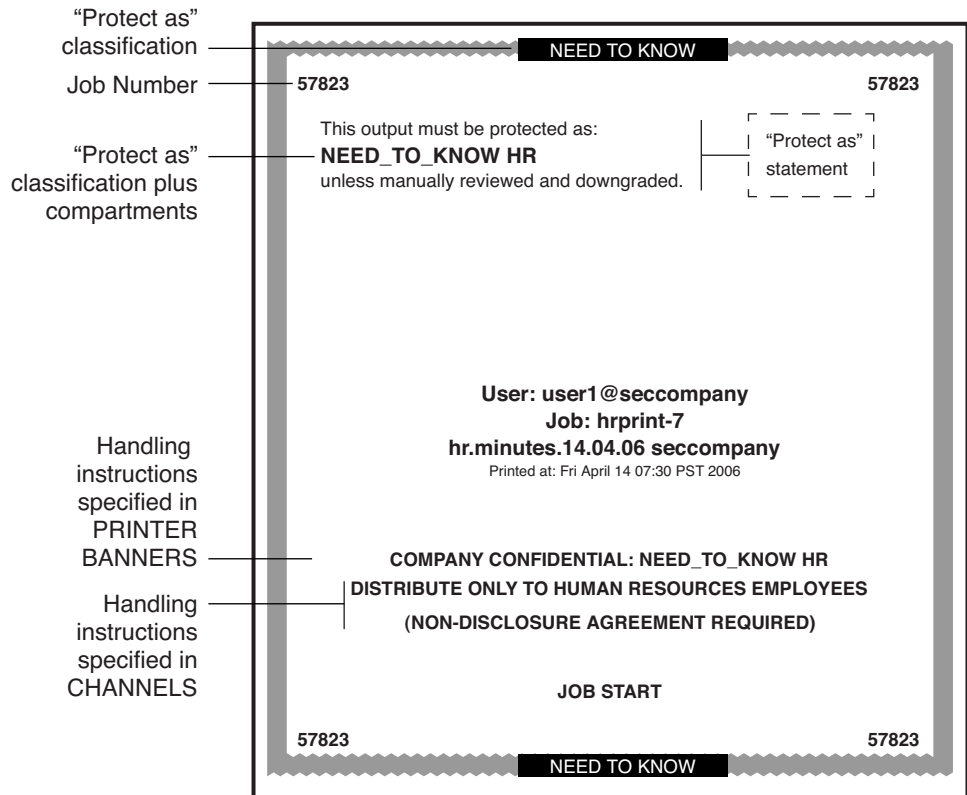 “Protect as”
classification
Job Number
“Protect as”
classification plus
compartments
Handling
instructions
specified in
PRINTER
BANNERS
Handling
instructions
specified in
CHANNELS
NEED TO KNOW
57823
57823
This output must be protected as:
NEED_TO_KNOW HR
unless manually reviewed and downgraded.
“Protect as”
statement
User: user1@seccompany
Job: hrprint-7
hr.minutes.14.04.06 seccompany
Printed at: Fri April 14 07:30 PST 2006
COMPANY CONFIDENTIAL: NEED_TO_KNOW HR
DISTRIBUTE ONLY TO HUMAN RESOURCES EMPLOYEES
(NON-DISCLOSURE AGREEMENT REQUIRED)
JOB START
57823
57823
NEED TO KNOW